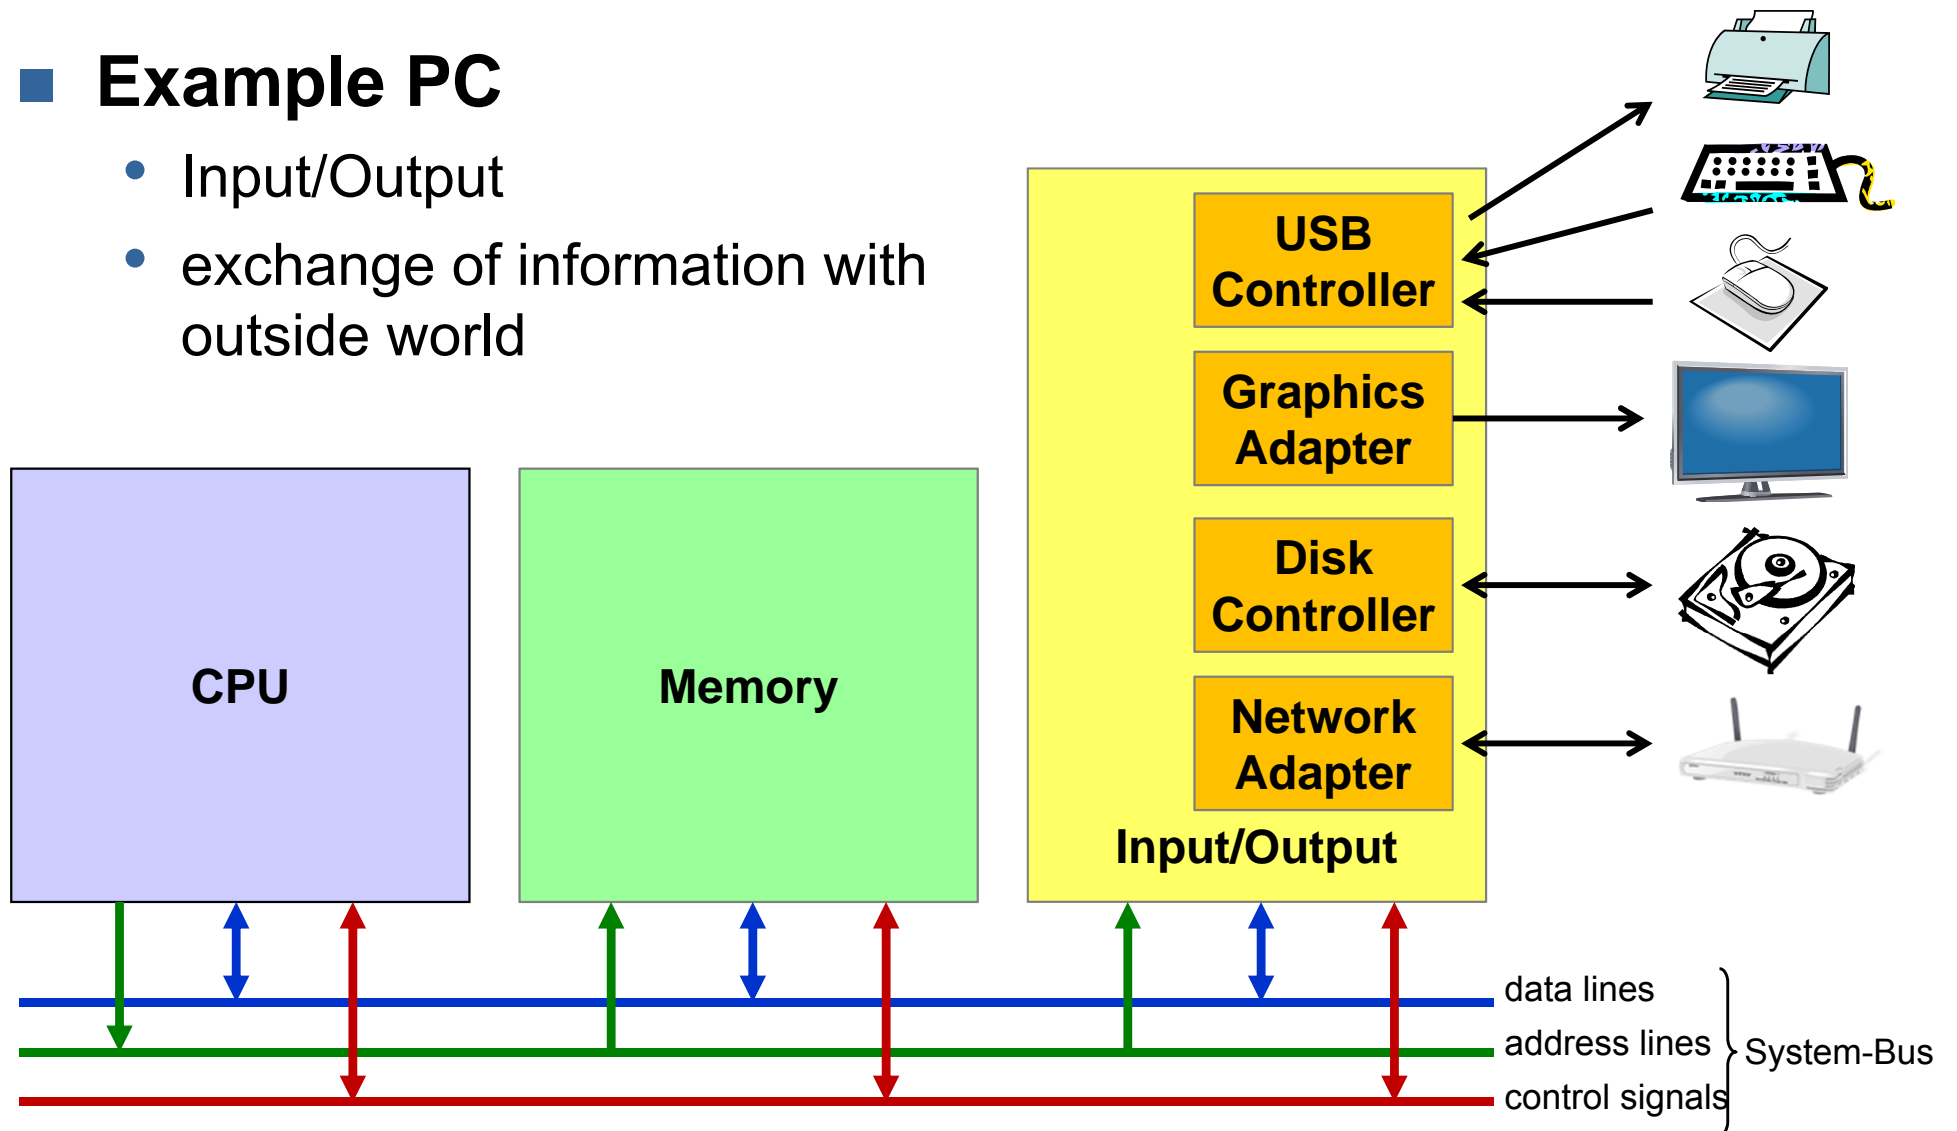 Example PC
Input/Output
exchange of information with
outside world
USB
Controller
Graphics
Adapter
Disk
Controller
Network
Adapter
Input/Output
CPU
Memory
data lines
address lines
control signals
System-Bus